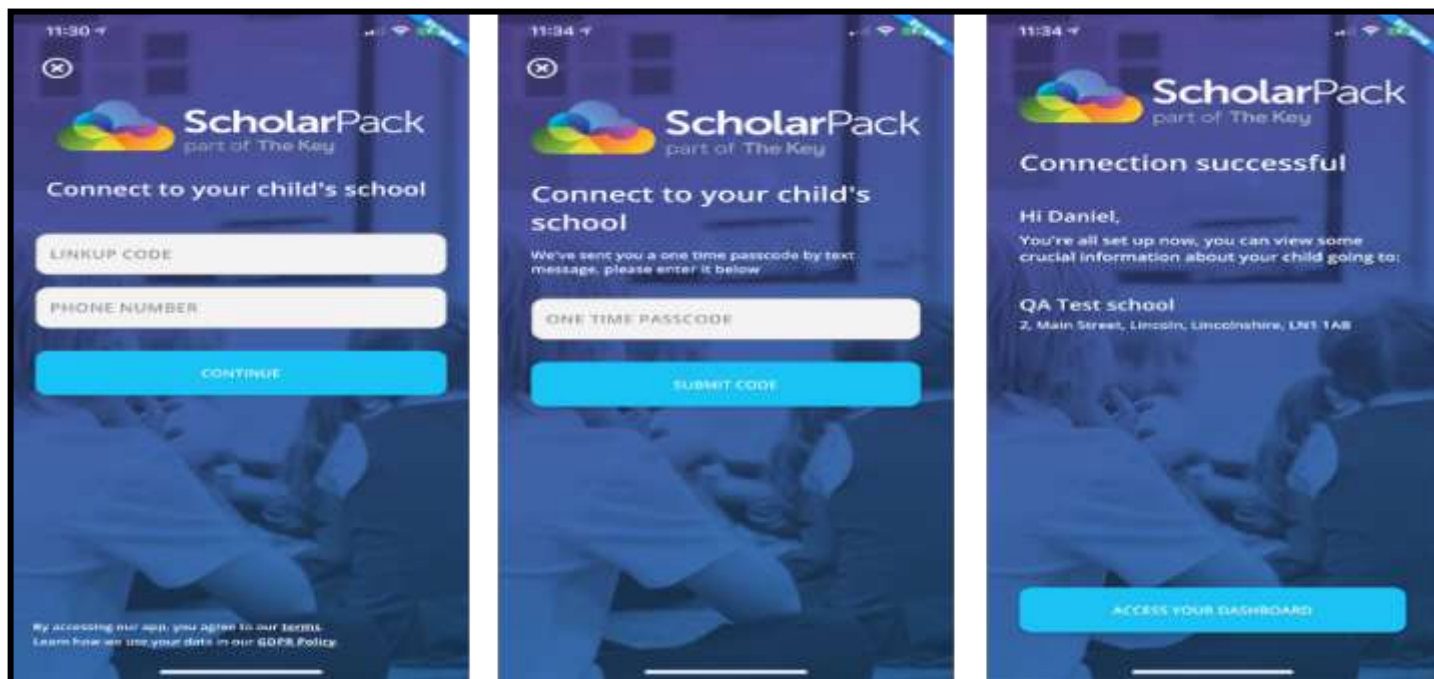 11:30
ScholarPack
part of The Key
Connect to your child's school
LINKUP CODE
PHONE NUMBER
CONTINUE
By accessing our app, you agree to our terms.
Learn how we use your data in our GDPR Policy.
11:34
ScholarPack
part of The Key
Connect to your child's
school
We've sent you a one time passcode by text
message, please enter it below
ONE TIME PASSCODE
SUBMIT CODE
11:34
ScholarPack
part of The Key
Connection successful
Hi Daniel,
You're all set up now, you can view some
crucial information about your child going to:
QA Test school
2, Main Street, Lincoln, Lincolnshire, LN1 1AB
ACCESS YOUR DASHBOARD